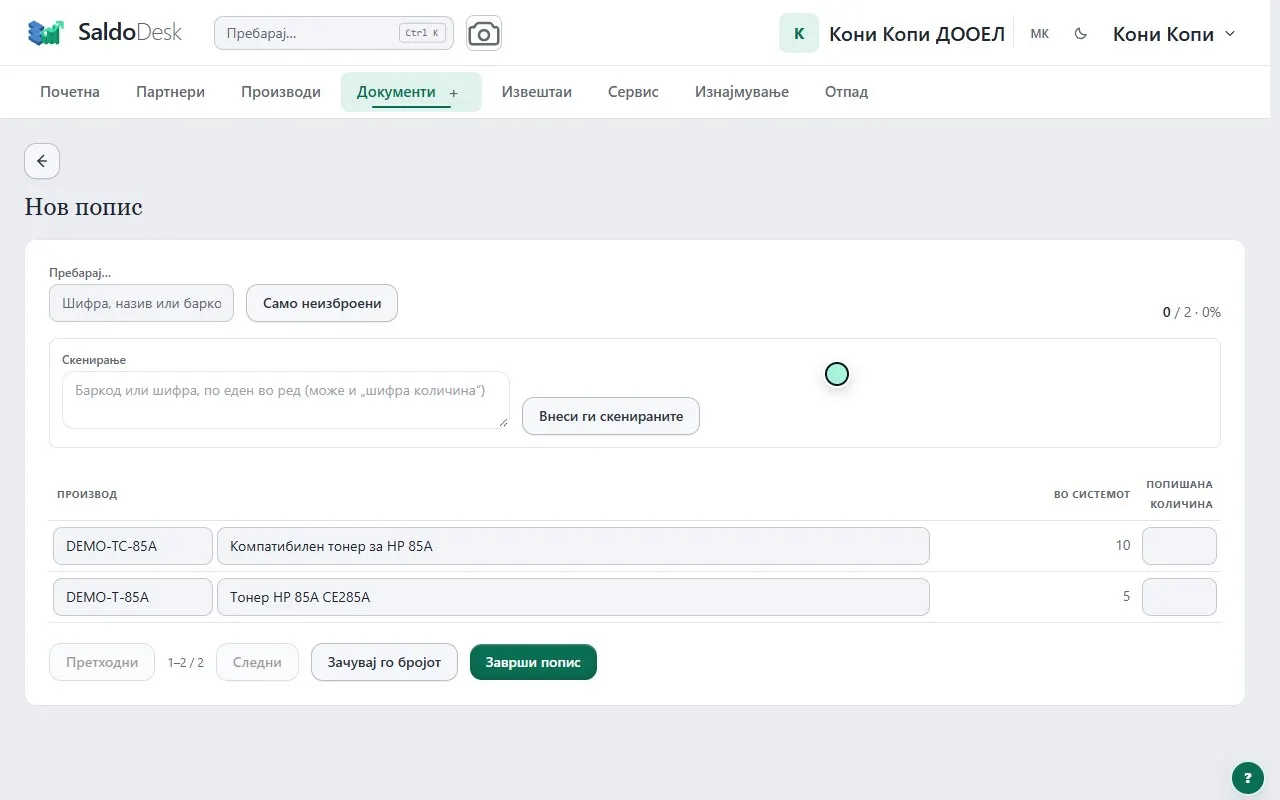 SaldoDesk
Пребарај...
Ctrl K
К
Кони Копи ДООЕЛ
МК
Кони Копи
Почетна
Партнери
Производи
Документи +
Извештаи
Сервис
Изнајмување
Отпад
Нов попис
Пребарај...
Шифра, назив или барко
Само неизброени
0 / 2 · 0%
Скенирање
Баркод или шифра, по еден во ред (може и „шифра количина“)
Внеси ги скенираните
ПРОИЗВОД
ВО СИСТЕМОТ
ПОПИШАНА
КОЛИЧИНА
DEMO-TC-85A
Компатибилен тонер за HP 85A
10
DEMO-T-85A
Тонер HP 85A CE285A
5
Претходни
1–2 / 2
Следни
Зачувај го бројот
Заврши попис
?